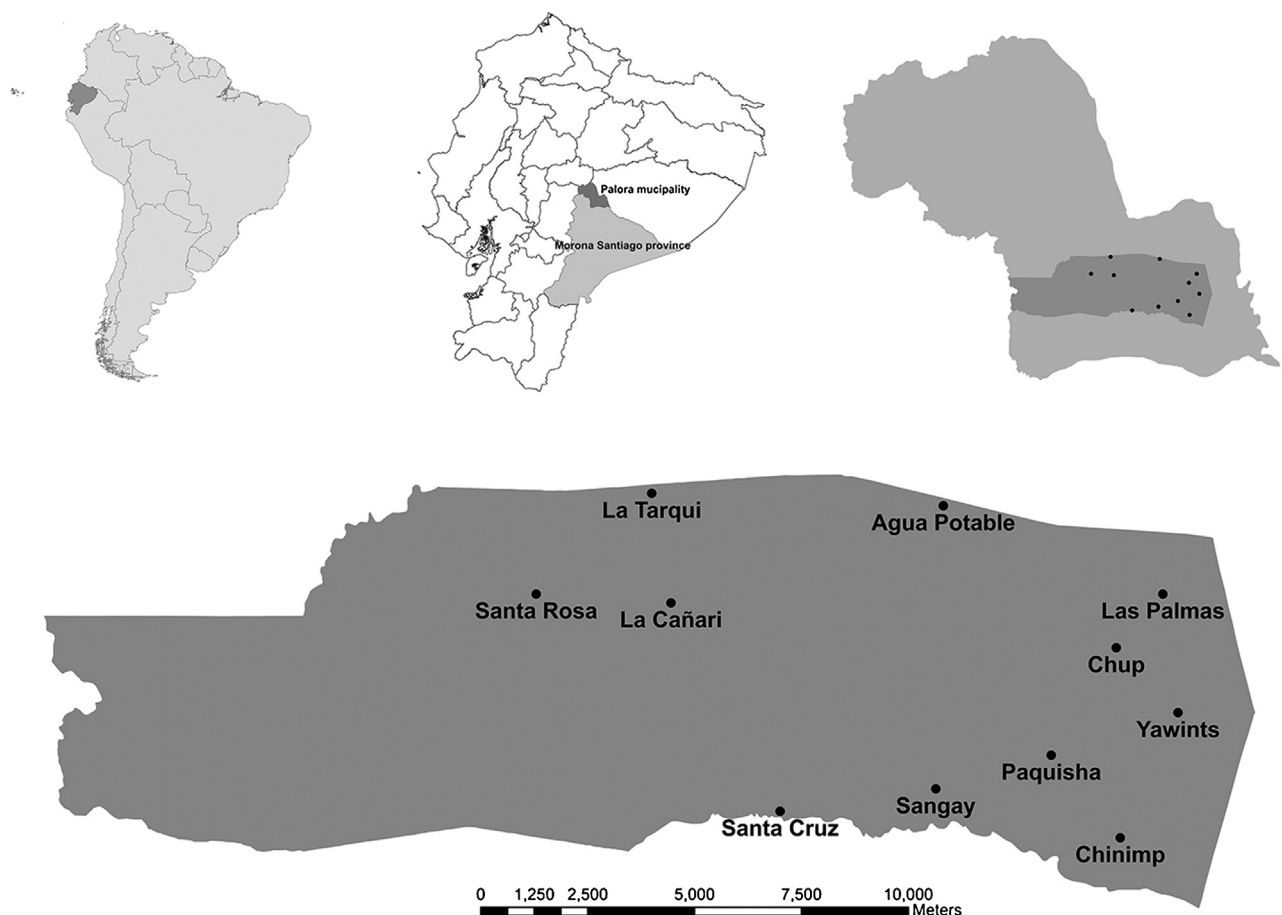 Palora mucipality
Morona Santiago province
La Tarqui
Agua Potable
Santa Rosa
La Cañari
Las Palmas
Chup
Yawints
Paquisha
Sangay
Santa Cruz
Chinimp
0 1,250 2,500 5,000 7,500 10,000
Meters